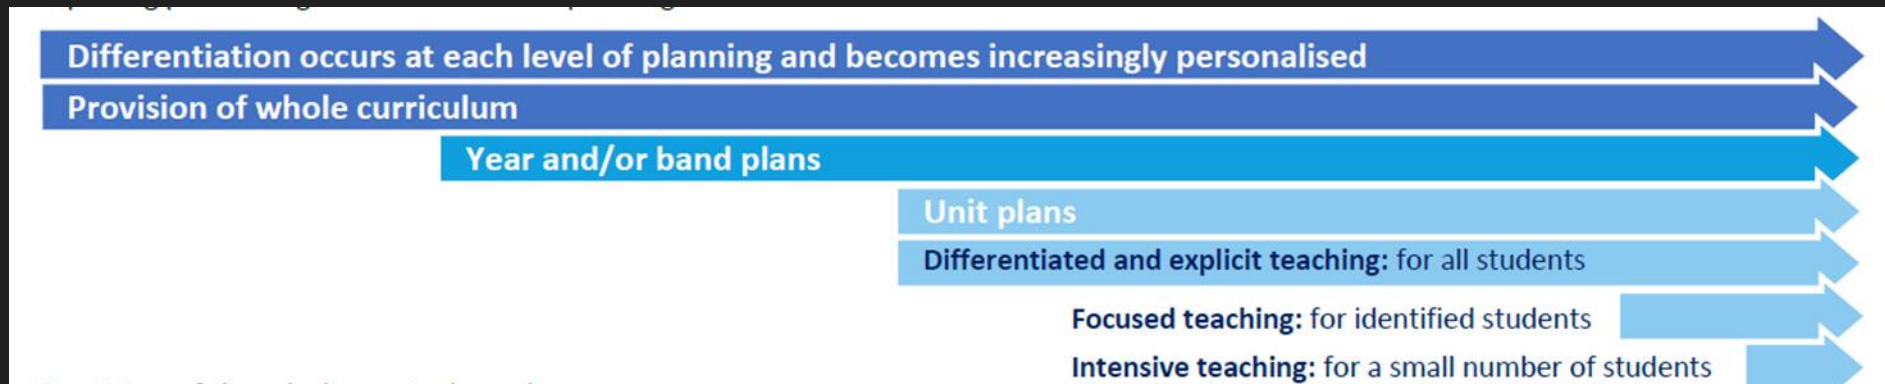 Differentiation occurs at each level of planning and becomes increasingly personalised
Provision of whole curriculum
Year and/or band plans
Unit plans
Differentiated and explicit teaching: for all students
Focused teaching: for identified students
Intensive teaching: for a small number of students